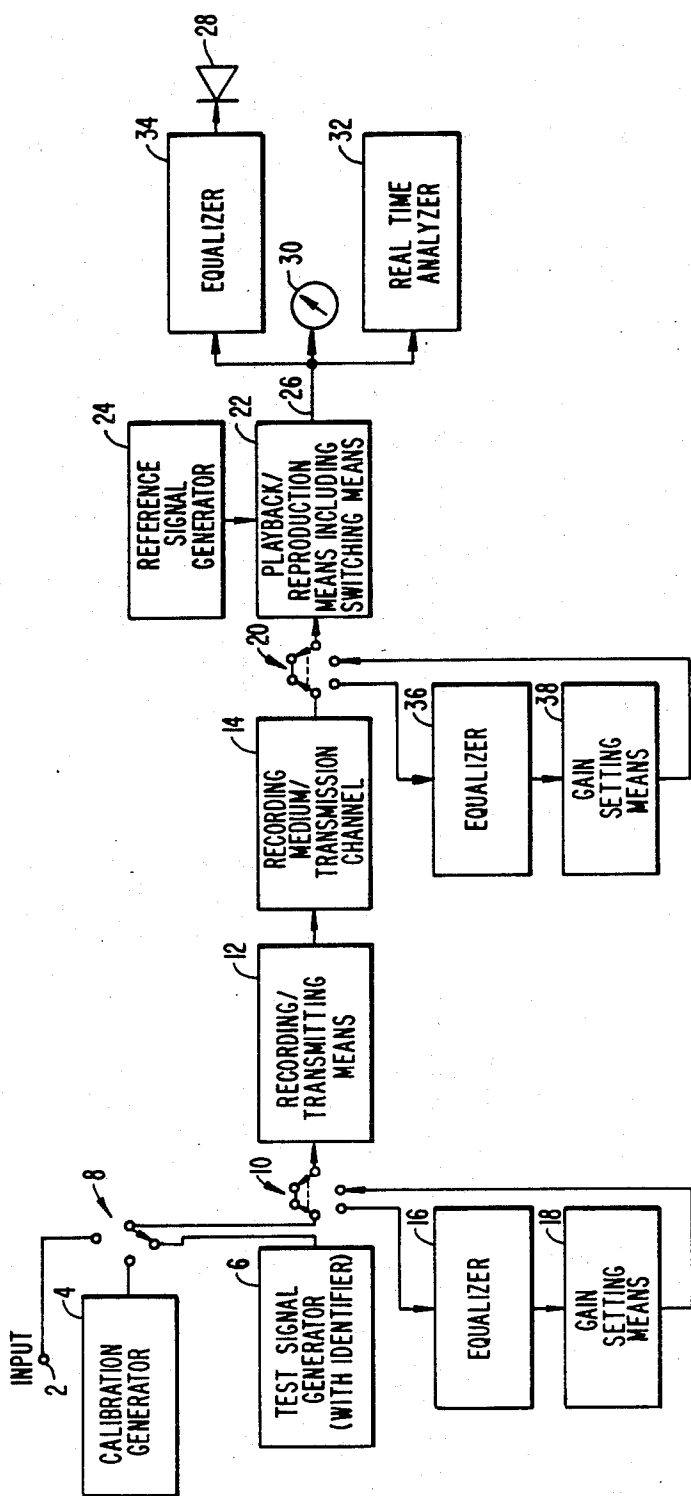 INPUT
2
4
CALIBRATION
GENERATOR
8
6
TEST SIGNAL
GENERATOR
(WITH IDENTIFIER)
10
16
EQUALIZER
18
GAIN
SETTING
MEANS
12
RECORDING/
TRANSMITTING
MEANS
14
RECORDING
MEDIUM/
TRANSMISSION
CHANNEL
20
36
EQUALIZER
38
GAIN
SETTING
MEANS
24
REFERENCE
SIGNAL
GENERATOR
22
PLAYBACK/
REPRODUCTION
MEANS INCLUDING
SWITCHING MEANS
26
34
EQUALIZER
28
30
32
REAL TIME
ANALYZER